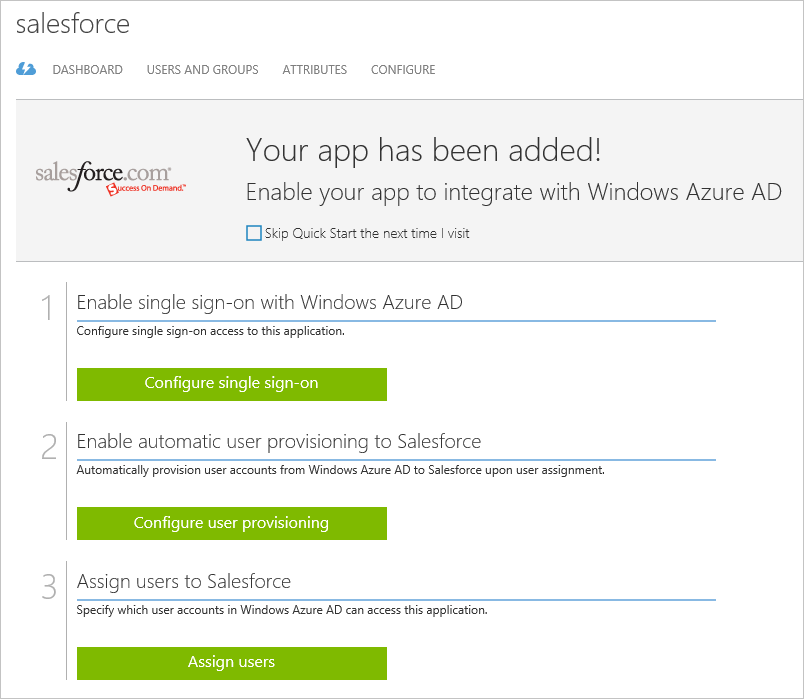 salesforce
DASHBOARD USERS AND GROUPS ATTRIBUTES CONFIGURE
salesforce.com®
Success On Demand.™
Your app has been added!
Enable your app to integrate with Windows Azure AD
Skip Quick Start the next time I visit
1 Enable single sign-on with Windows Azure AD
Configure single sign-on access to this application.
Configure single sign-on
2 Enable automatic user provisioning to Salesforce
Automatically provision user accounts from Windows Azure AD to Salesforce upon user assignment.
Configure user provisioning
3 Assign users to Salesforce
Specify which user accounts in Windows Azure AD can access this application.
Assign users